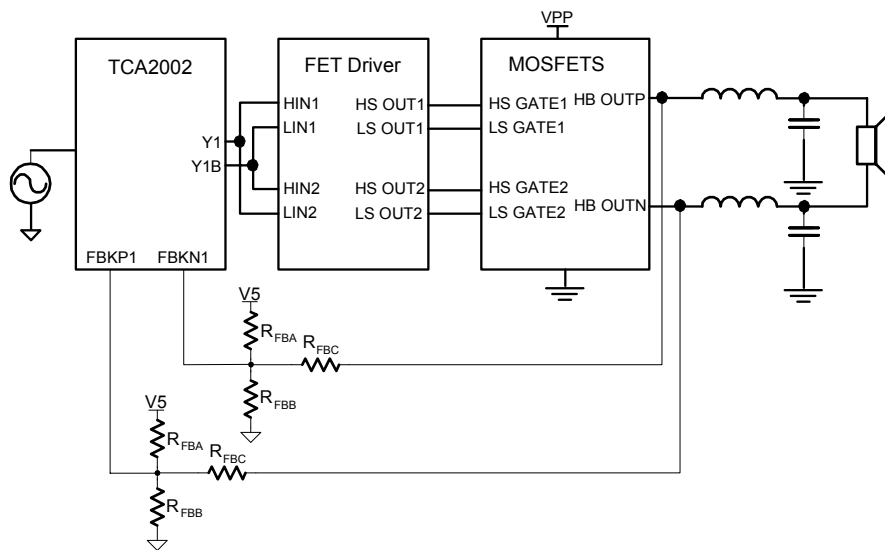 VPP
TCA2002
FET Driver
MOSFETS
HIN1
HS OUT1
HS GATE1
HB OUTP
LIN1
LS OUT1
LS GATE1
Y1
Y1B
HIN2
HS OUT2
HS GATE2
LIN2
LS OUT2
LS GATE2
HB OUTN
FBKP1
FBKN1
V5
RFBA
RFBC
RFBB
V5
RFBA
RFBC
RFBB